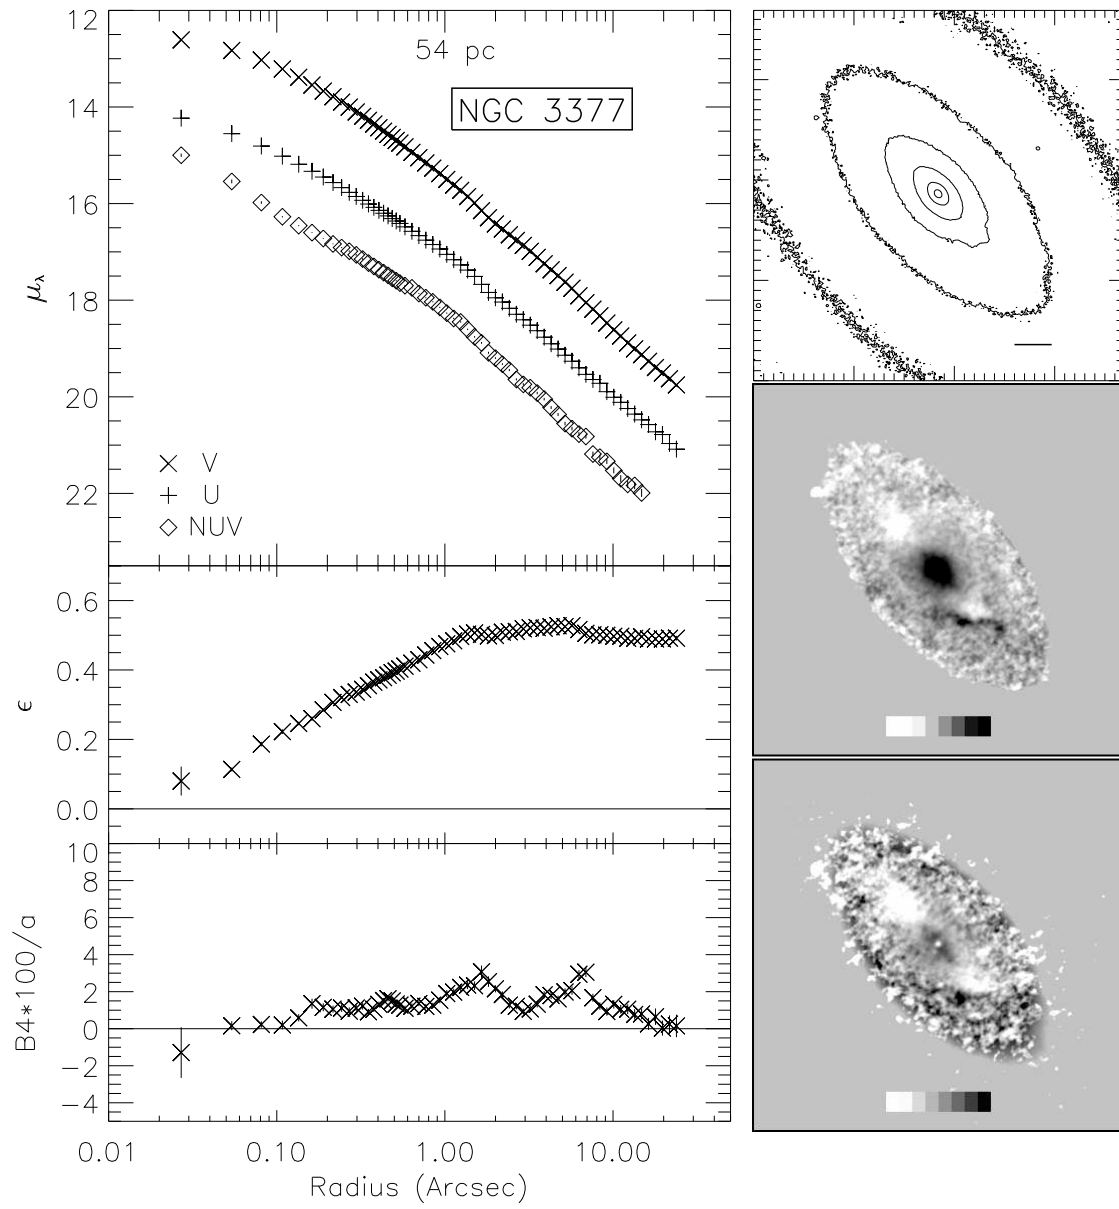 12
54 pc
NGC 3377
14
16
μλ
18
20
× V
+ U
◇ NUV
22
0.6
0.4
ϵ
0.2
0.0
10
8
6
4
B4*100/a
2
0
−2
−4
0.01 0.10 1.00 10.00
Radius (Arcsec)